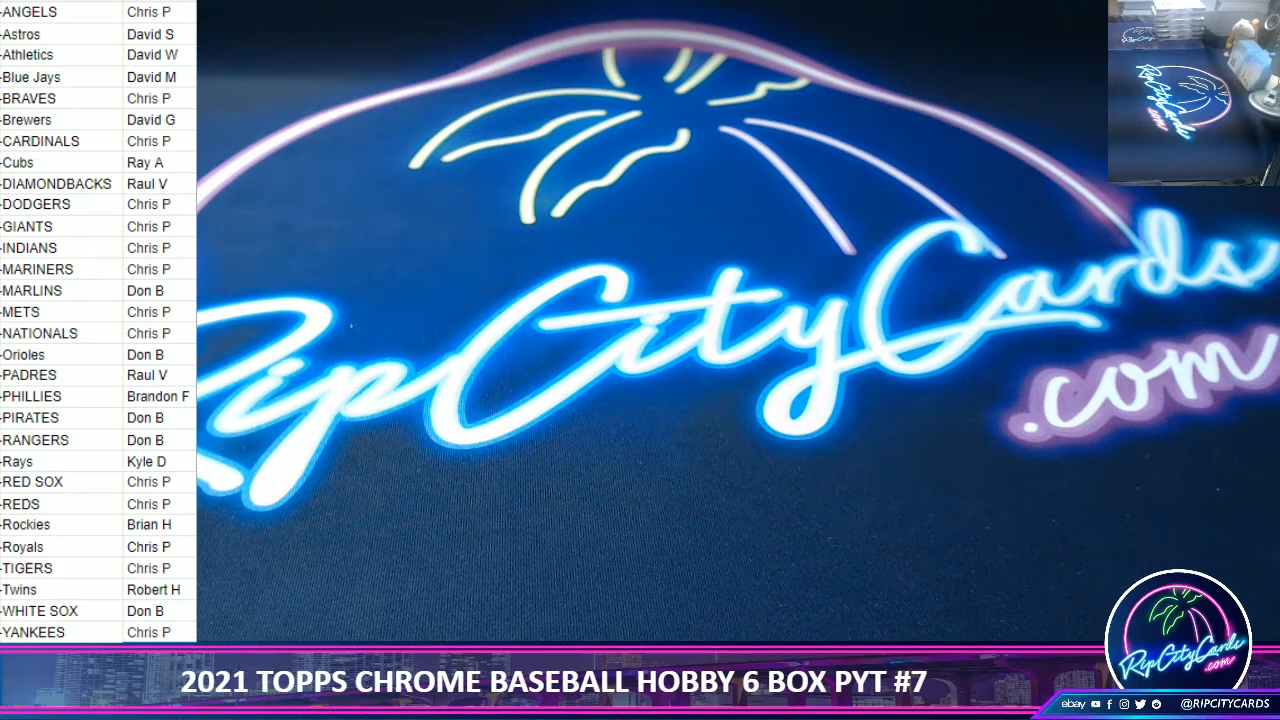 -ANGELS Chris P
-Astros David S
-Athletics David W
-Blue Jays David M
-BRAVES Chris P
-Brewers David G
-CARDINALS Chris P
-Cubs Ray A
-DIAMONDBACKS Raul V
-DODGERS Chris P
-GIANTS Chris P
-INDIANS Chris P
-MARINERS Chris P
-MARLINS Don B
-METS Chris P
-NATIONALS Chris P
-Orioles Don B
-PADRES Raul V
-PHILLIES Brandon F
-PIRATES Don B
-RANGERS Don B
-Rays Kyle D
-RED SOX Chris P
-REDS Chris P
-Rockies Brian H
-Royals Chris P
-TIGERS Chris P
-Twins Robert H
-WHITE SOX Don B
-YANKEES Chris P
RipCityCards
.com
RipCityCards
.com
2021 TOPPS CHROME BASEBALL HOBBY 6 BOX PYT #7
RipCityCards
.com
ebay @RIPCITYCARDS